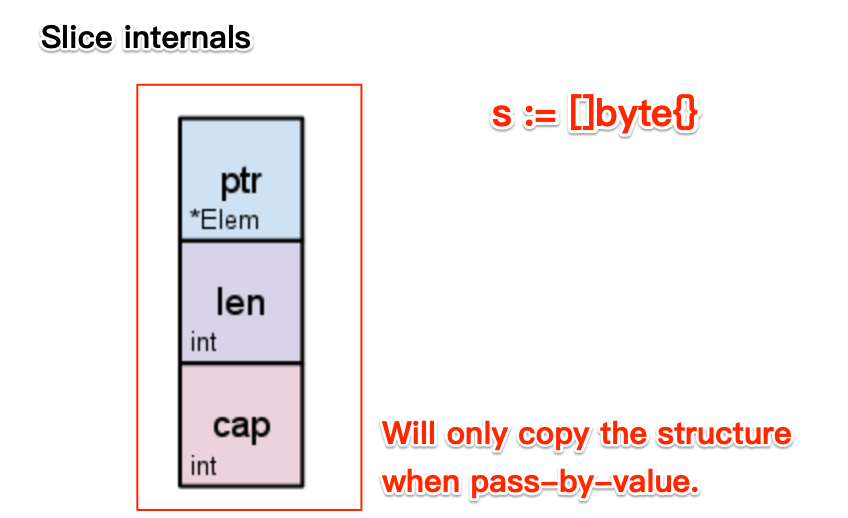 Slice internals
s := []byte{}
ptr
*Elem
len
int
cap
int
Will only copy the structure
when pass-by-value.